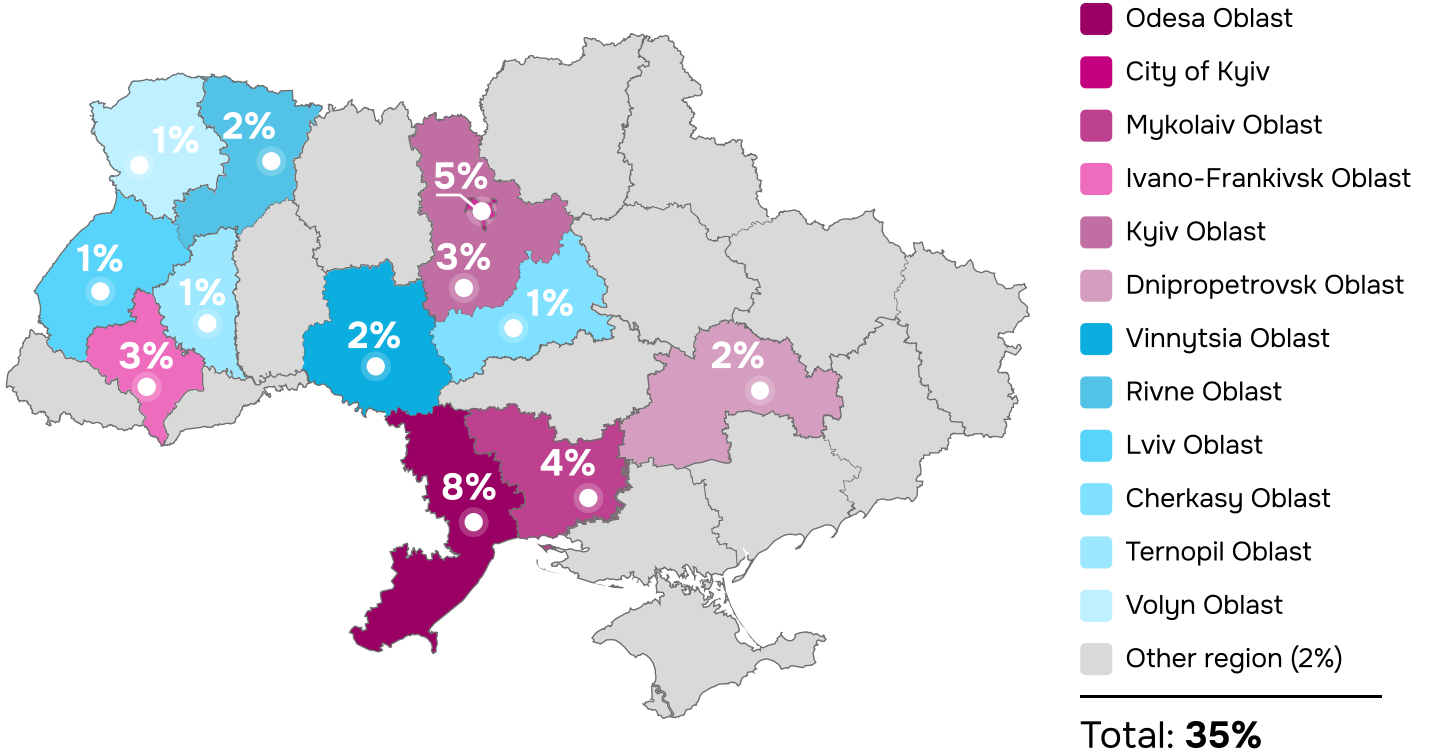 1%
2%
5%
3%
1%
1%
1%
3%
2%
2%
4%
8%
Odesa Oblast
City of Kyiv
Mykolaiv Oblast
Ivano-Frankivsk Oblast
Kyiv Oblast
Dnipropetrovsk Oblast
Vinnytsia Oblast
Rivne Oblast
Lviv Oblast
Cherkasy Oblast
Ternopil Oblast
Volyn Oblast
Other region (2%)
Total: 35%